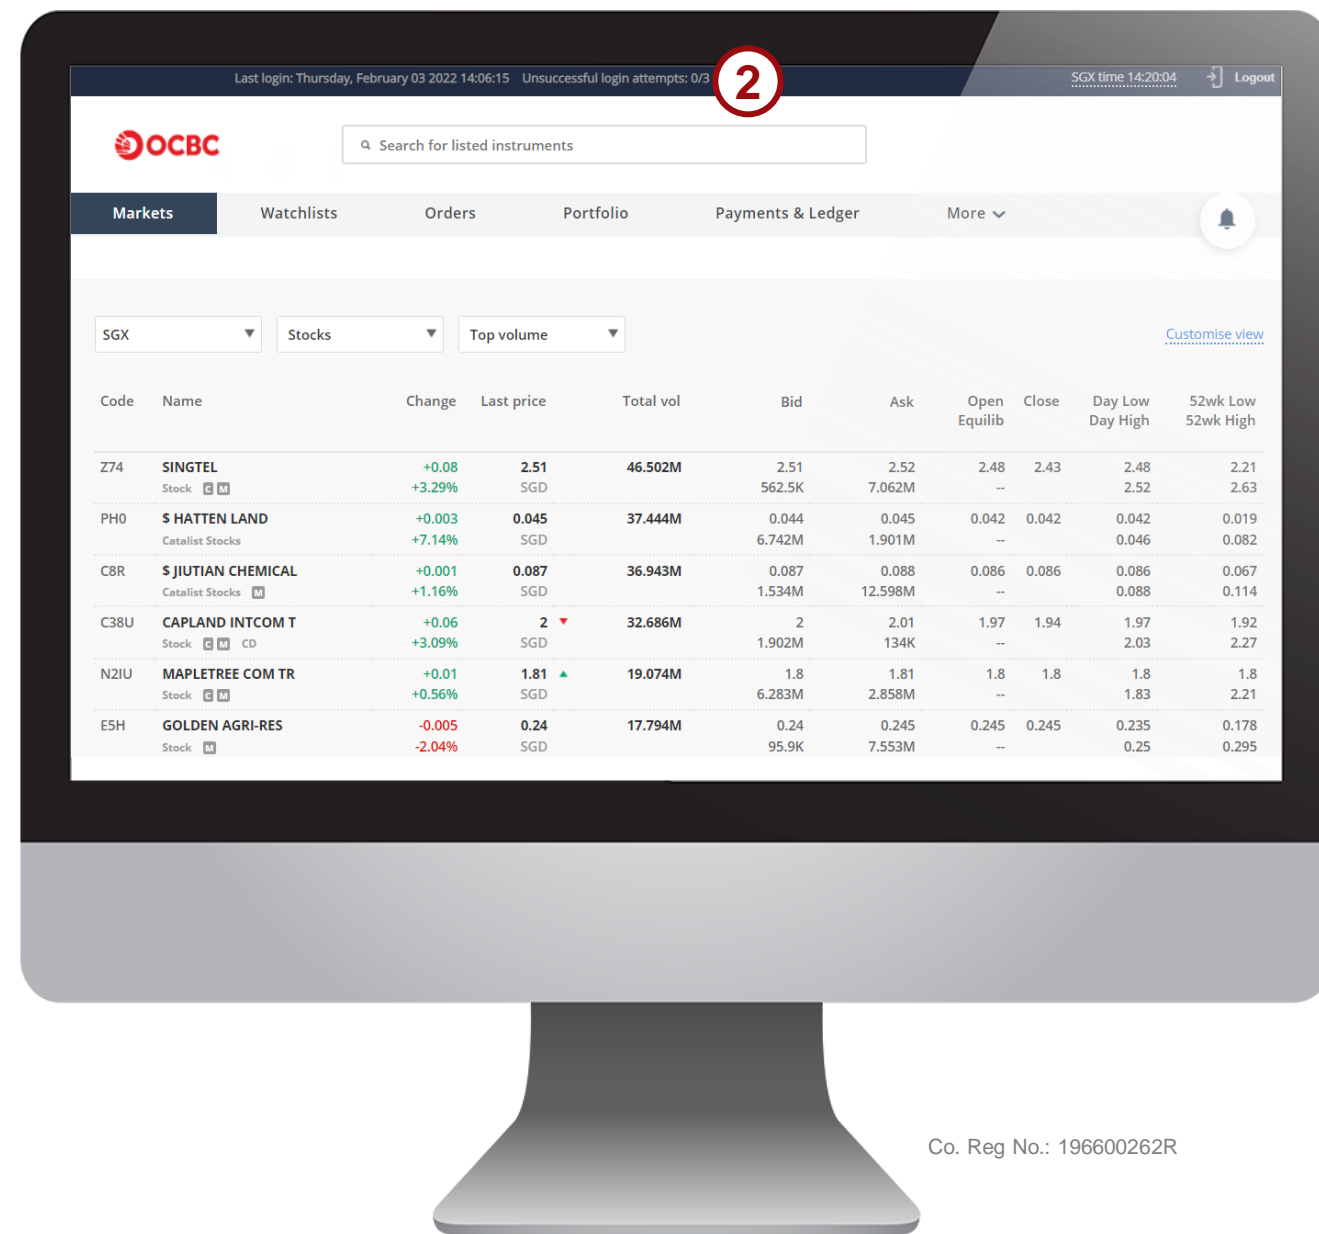 Last login: Thursday, February 03 2022 14:06:15 Unsuccessful login attempts: 0/3 2 SGX time 14:20:04 Logout
OCBC Search for listed instruments
Markets Watchlists Orders Portfolio Payments & Ledger More
SGX Stocks Top volume Customise view
Code Name Change Last price Total vol Bid Ask Open Close Day Low 52wk Low
Equilib Day High 52wk High
Z74 SINGTEL +0.08 2.51 46.502M 2.51 2.52 2.48 2.43 2.48 2.21
Stock C M +3.29% SGD 562.5K 7.062M -- 2.52 2.63
PH0 $ HATTEN LAND +0.003 0.045 37.444M 0.044 0.045 0.042 0.042 0.042 0.019
Catalist Stocks +7.14% SGD 6.742M 1.901M -- 0.046 0.082
C8R $ JIUTIAN CHEMICAL +0.001 0.087 36.943M 0.087 0.088 0.086 0.086 0.086 0.067
Catalist Stocks M +1.16% SGD 1.534M 12.598M -- 0.088 0.114
C38U CAPLAND INTCOM T +0.06 2 32.686M 2 2.01 1.97 1.94 1.97 1.92
Stock C M CD +3.09% SGD 1.902M 134K -- 2.03 2.27
N2IU MAPLETREE COM TR +0.01 1.81 19.074M 1.8 1.81 1.8 1.8 1.8 1.8
Stock C M +0.56% SGD 6.283M 2.858M -- 1.83 2.21
E5H GOLDEN AGRI-RES -0.005 0.24 17.794M 0.24 0.245 0.245 0.245 0.235 0.178
Stock M -2.04% SGD 95.9K 7.553M -- 0.25 0.295
Co. Reg No.: 196600262R